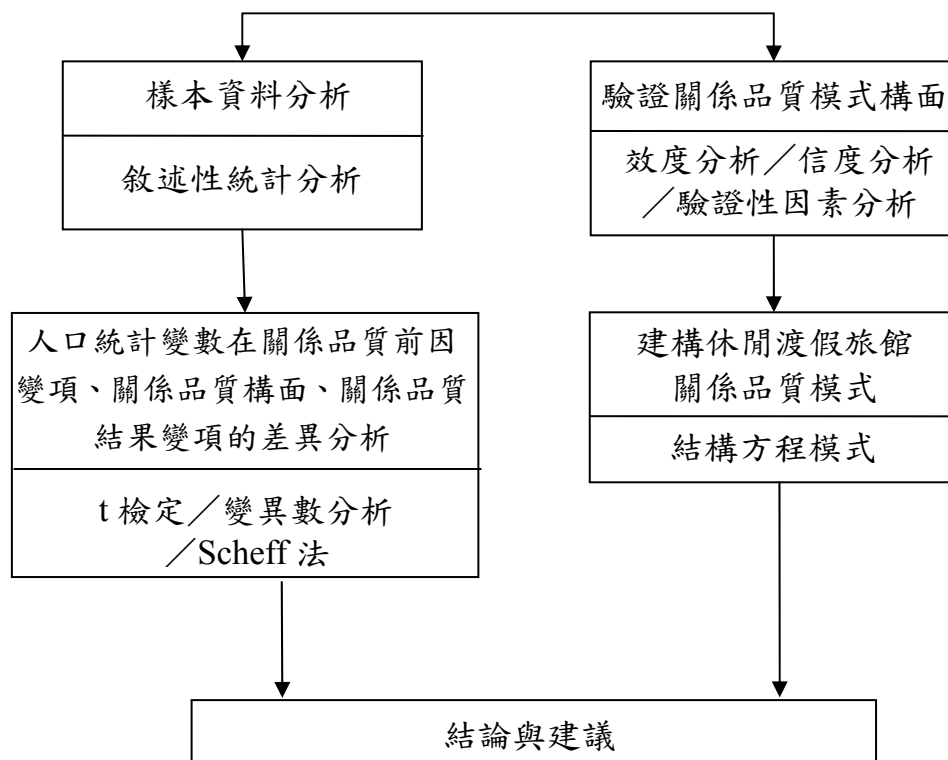 樣本資料分析
敘述性統計分析
驗證關係品質模式構面
效度分析／信度分析
／驗證性因素分析
人口統計變數在關係品質前因
變項、關係品質構面、關係品質
結果變項的差異分析
t 檢定／變異數分析
／Scheff 法
建構休閒渡假旅館
關係品質模式
結構方程模式
結論與建議